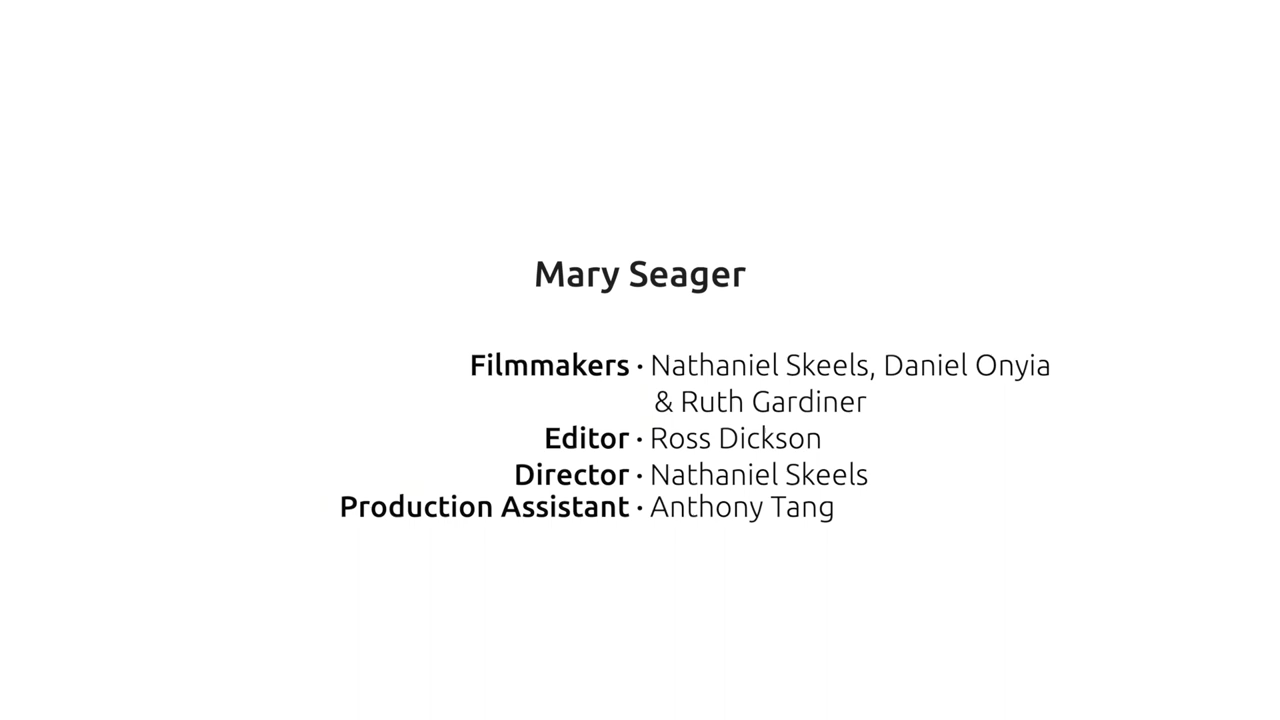 Mary Seager
Filmmakers · Nathaniel Skeels, Daniel Onyia
& Ruth Gardiner
Editor · Ross Dickson
Director · Nathaniel Skeels
Production Assistant · Anthony Tang